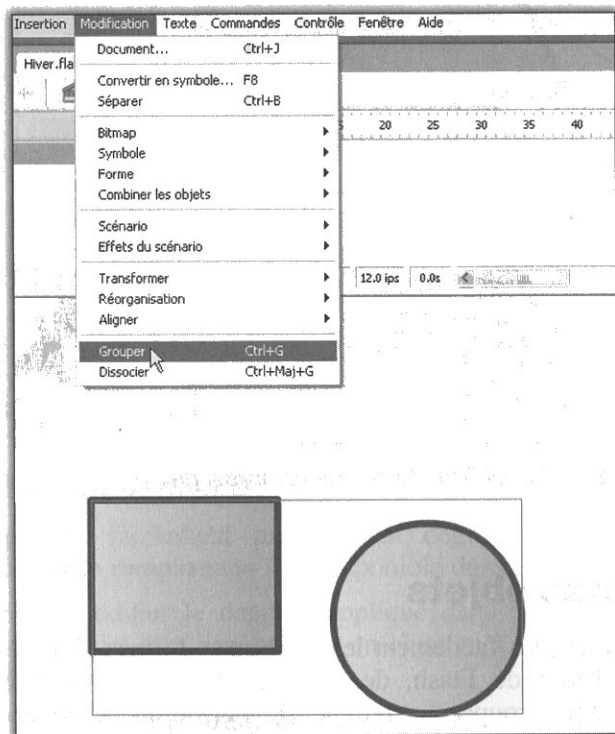 Insertion Modification Texte Commandes Contrôle Fenêtre Aide
Hiver.fla
Document... Ctrl+J
Convertir en symbole... F8
Séparer Ctrl+B
Bitmap
Symbole
Forme
Combiner les objets
Scénario
Effets du scénario
Transformer
Réorganisation
Aligner
Grouper Ctrl+G
Dissocier Ctrl+Maj+G
20 25 30 35 40
12.0 ips 0.0s
objets